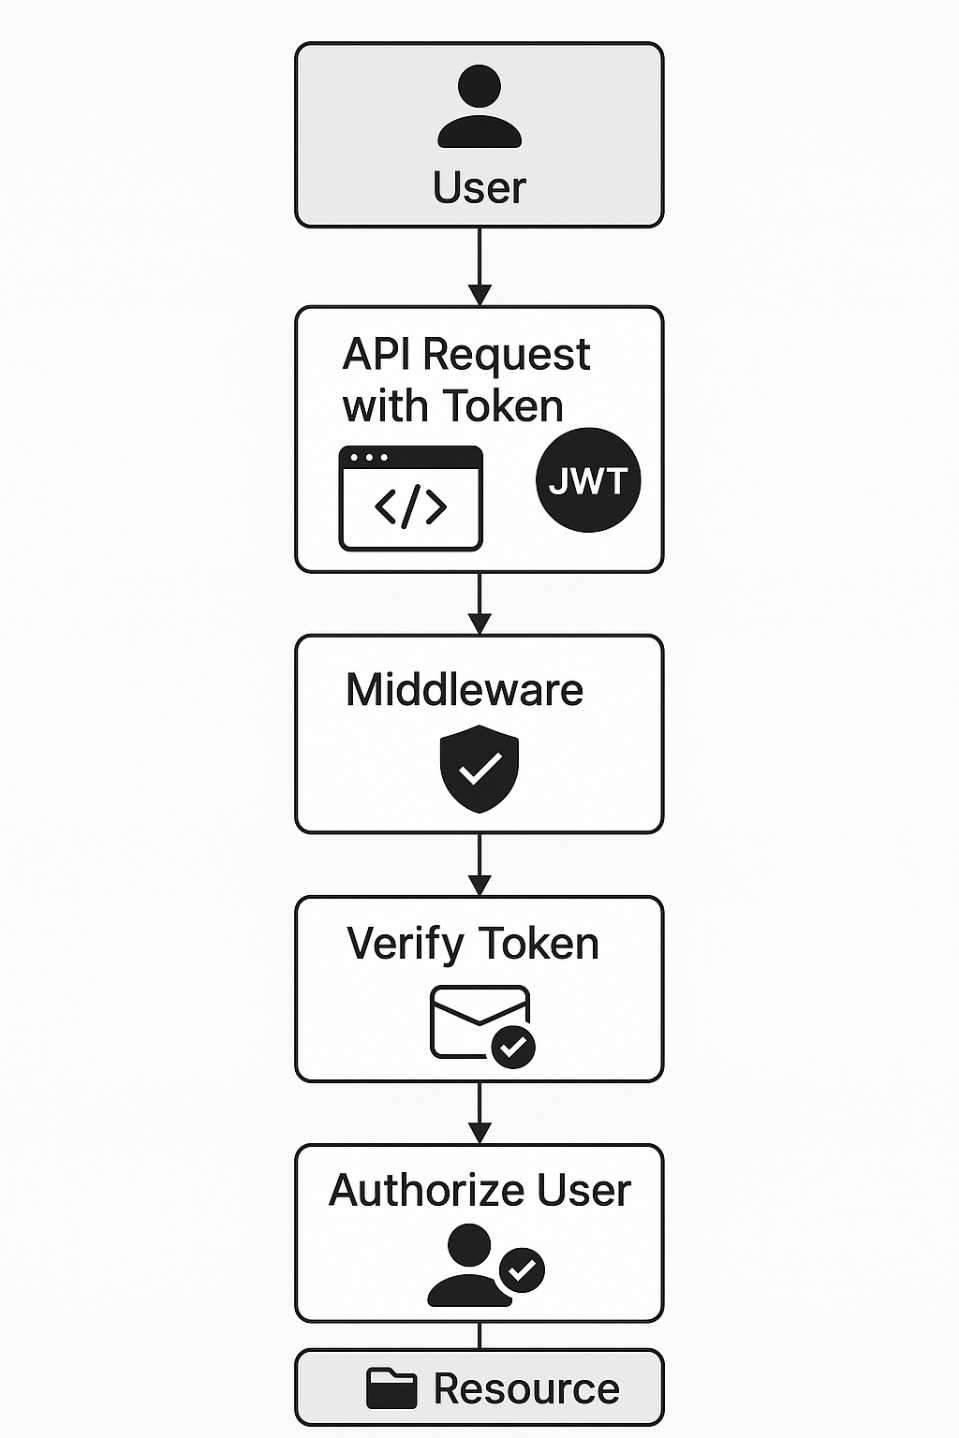 User
API Request
with Token
</>
JWT
Middleware
Verify Token
Authorize User
Resource